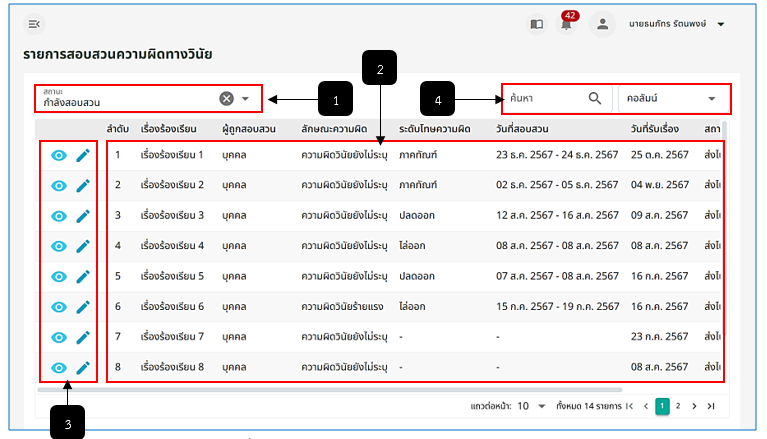 42
นายธนภัทร รัตนพงษ์
รายการสอบสวนความผิดทางวินัย
2
สถานะ
กำลังสอบสวน
1
4
ค้นหา
คอลัมน์
ลำดับ เรื่องร้องเรียน ผู้ถูกสอบสวน ลักษณะความผิด ระดับโทษความผิด วันที่สอบสวน วันที่รับเรื่อง สถา
1 เรื่องร้องเรียน 1 บุคคล ความผิดวินัยยังไม่ระบุ ภาคทัณฑ์ 23 ธ.ค. 2567 - 24 ธ.ค. 2567 25 ต.ค. 2567 ส่งไ
2 เรื่องร้องเรียน 2 บุคคล ความผิดวินัยยังไม่ระบุ ภาคทัณฑ์ 02 ธ.ค. 2567 - 05 ธ.ค. 2567 04 พ.ย. 2567 ส่งไ
3 เรื่องร้องเรียน 3 บุคคล ความผิดวินัยยังไม่ระบุ ปลดออก 12 ส.ค. 2567 - 16 ส.ค. 2567 09 ส.ค. 2567 ส่งไ
4 เรื่องร้องเรียน 4 บุคคล ความผิดวินัยยังไม่ระบุ ไล่ออก 08 ส.ค. 2567 - 08 ส.ค. 2567 08 ส.ค. 2567 ส่งไ
5 เรื่องร้องเรียน 5 บุคคล ความผิดวินัยยังไม่ระบุ ปลดออก 07 ส.ค. 2567 - 08 ส.ค. 2567 16 ก.ค. 2567 ส่งไ
6 เรื่องร้องเรียน 6 บุคคล ความผิดวินัยร้ายแรง ไล่ออก 15 ก.ค. 2567 - 19 ก.ค. 2567 16 ก.ค. 2567 ส่งไ
7 เรื่องร้องเรียน 7 บุคคล ความผิดวินัยยังไม่ระบุ - - 23 ก.ค. 2567 ส่งไ
8 เรื่องร้องเรียน 8 บุคคล ความผิดวินัยยังไม่ระบุ - - 08 ส.ค. 2567 ส่งไ
แถวต่อหน้า: 10 ทั้งหมด 14 รายการ 1 2
3